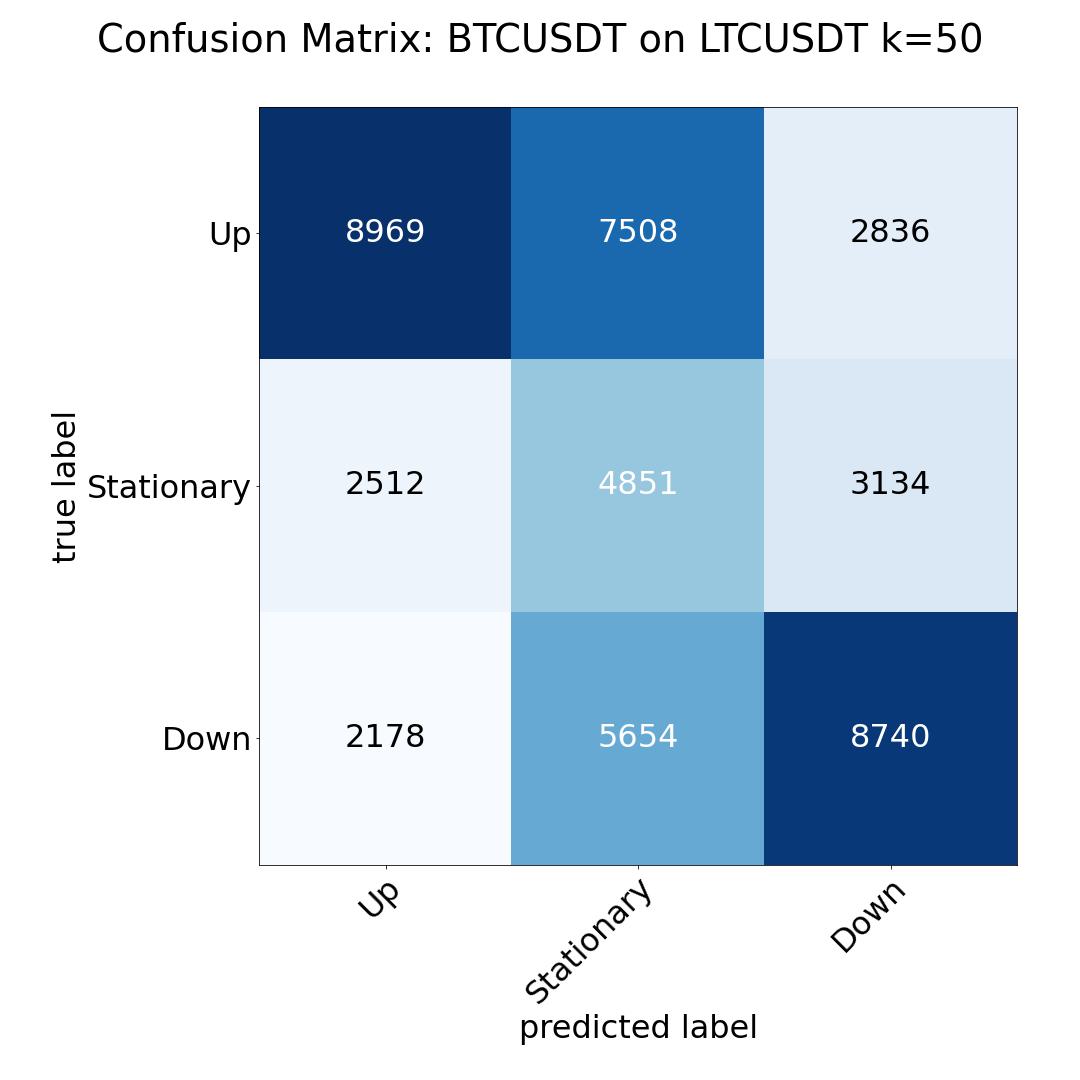 Confusion Matrix: BTCUSDT on LTCUSDT k=50
Up 8969 7508 2836
true label
Stationary 2512 4851 3134
Down 2178 5654 8740
Up Stationary Down
predicted label